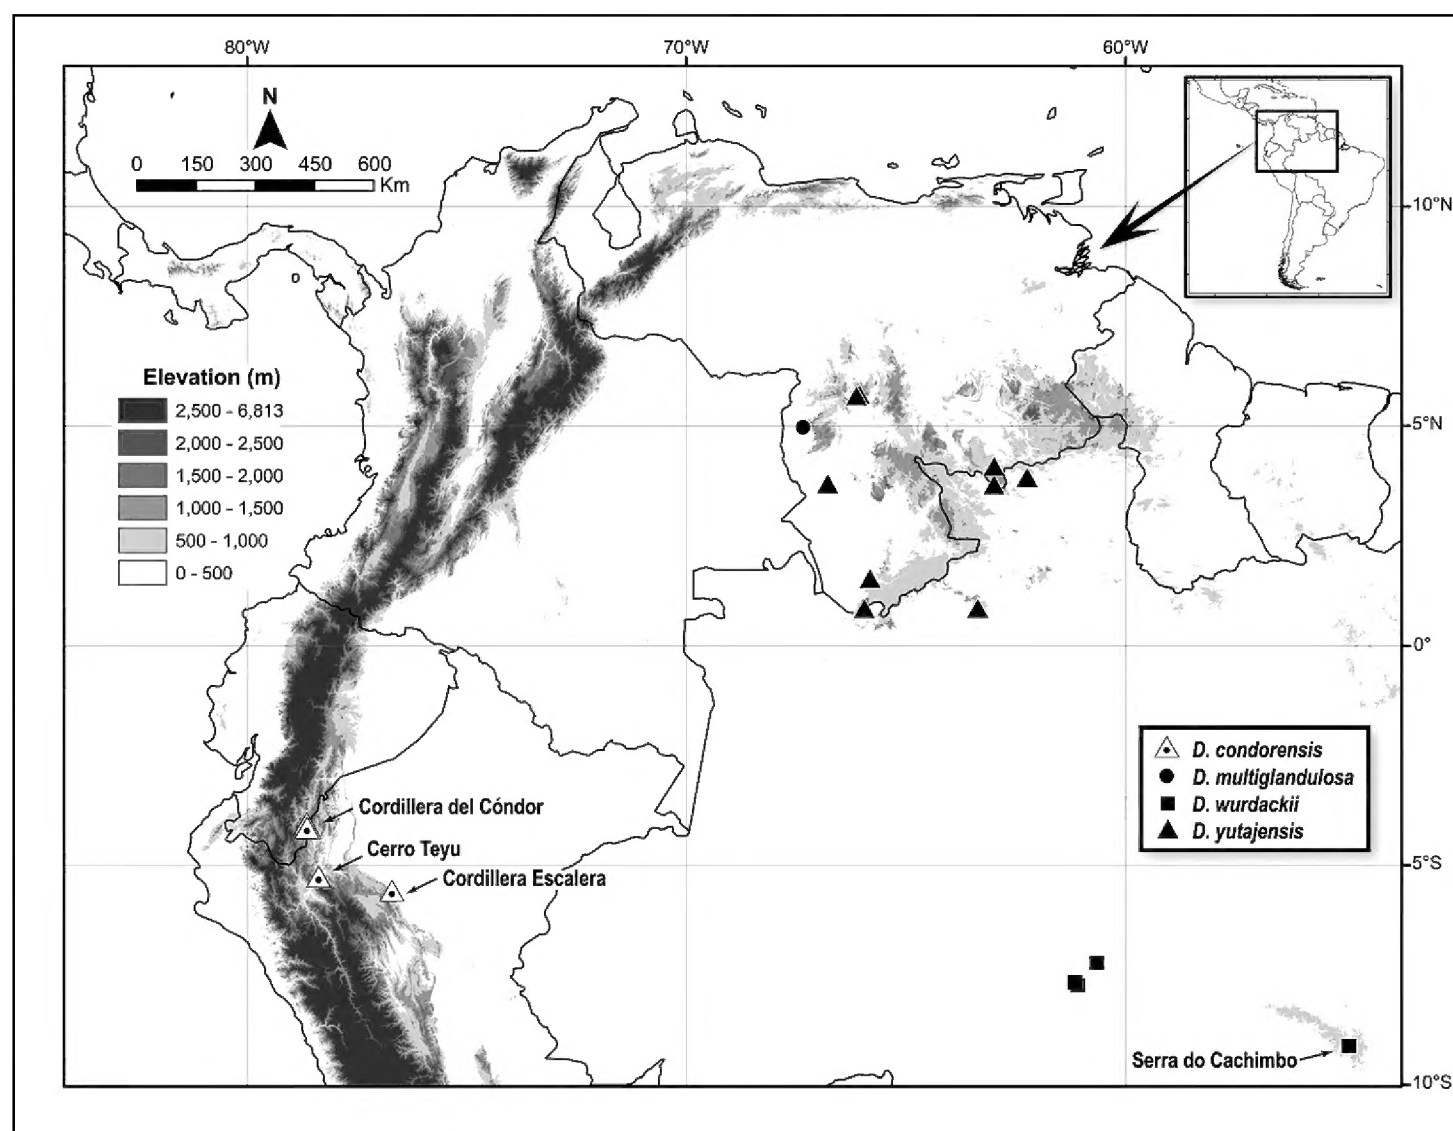 80°W 70°W 60°W
N
0 150 300 450 600
Km
10°N
Elevation (m)
2,500 - 6,813
2,000 - 2,500
1,500 - 2,000
1,000 - 1,500
500 - 1,000
0 - 500
5°N
0°
D. condorensis
D. multiglandulosa
D. wurdackii
D. yutajensis
Cordillera del Cóndor
Cerro Teyu
Cordillera Escalera
5°S
Serra do Cachimbo
10°S